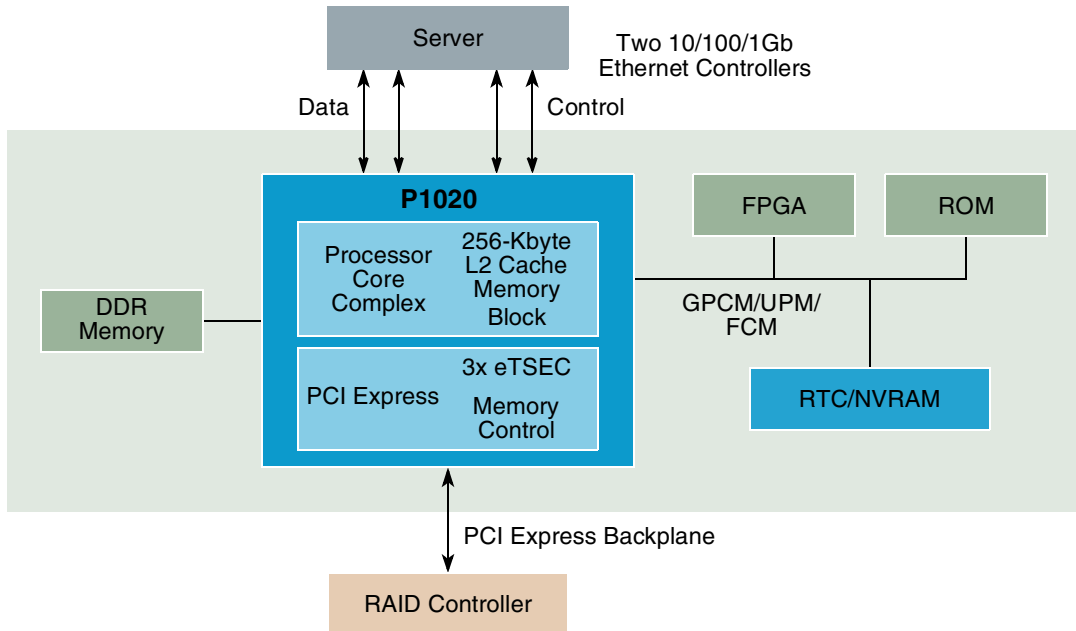 Server
Two 10/100/1Gb
Ethernet Controllers
Data
Control
P1020
Processor
Core
Complex
256-Kbyte
L2 Cache
Memory
Block
PCI Express
3x eTSEC
Memory
Control
DDR
Memory
FPGA
ROM
GPCM/UPM/
FCM
RTC/NVRAM
PCI Express Backplane
RAID Controller